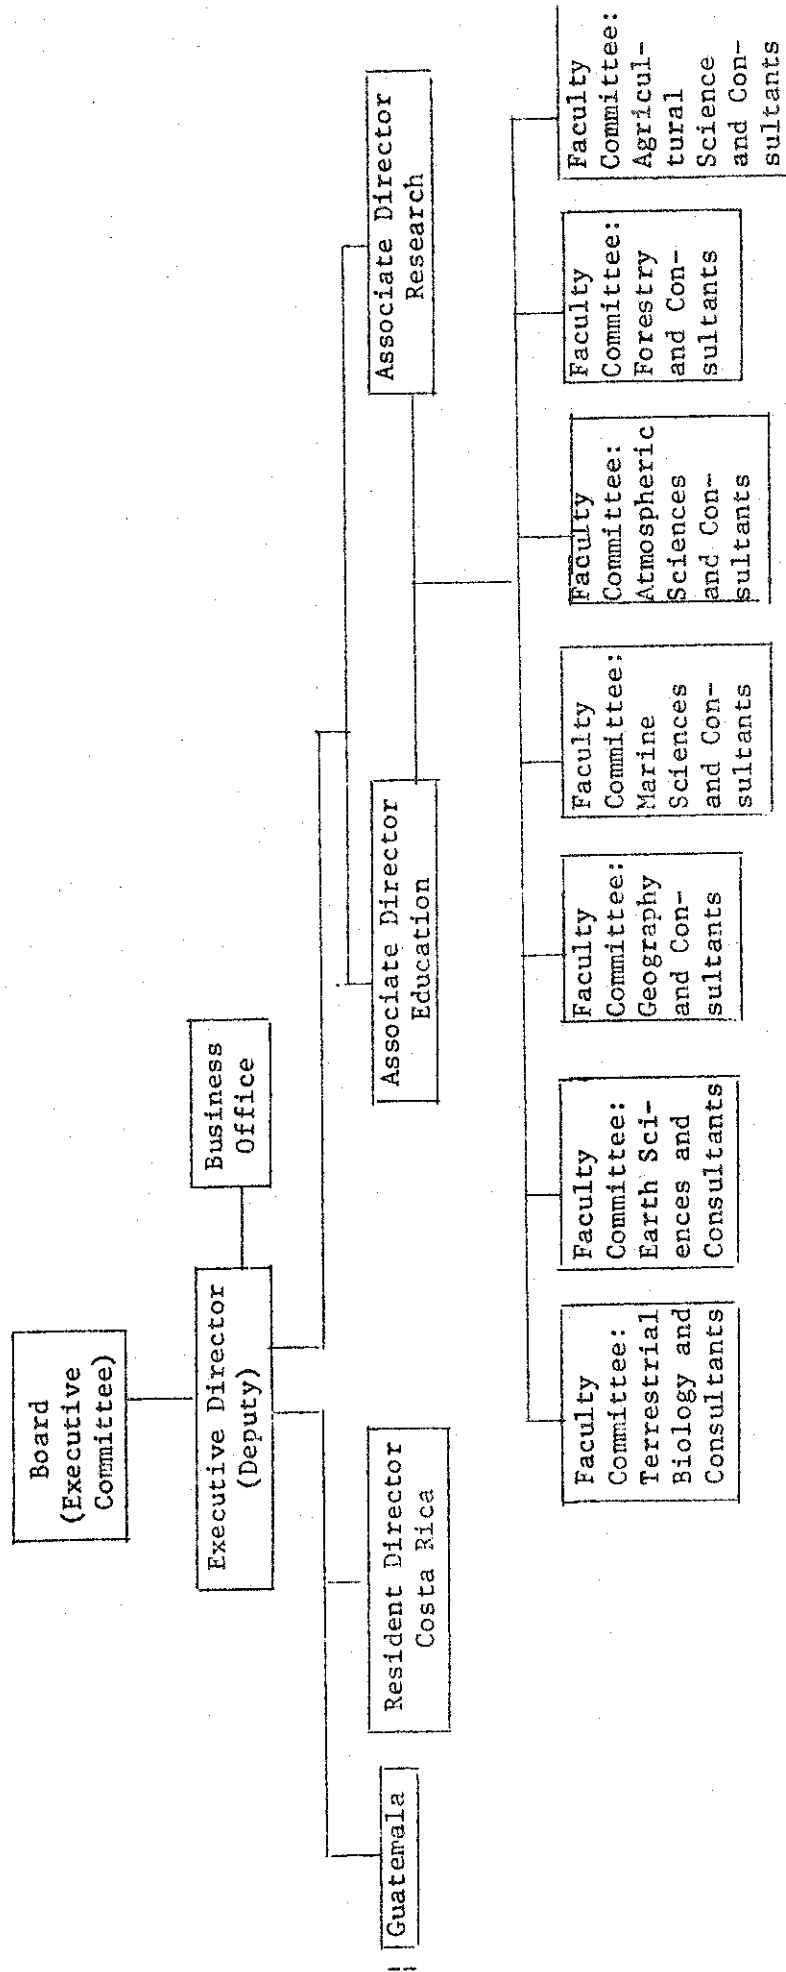 Board
(Executive
Committee)
Executive Director
(Deputy)
Business
Office
Guatemala
Resident Director
Costa Rica
Associate Director
Education
Associate Director
Research
Faculty
Committee:
Terrestrial
Biology and
Consultants
Faculty
Committee:
Earth Sci-
ences and
Consultants
Faculty
Committee:
Geography
and Con-
sultants
Faculty
Committee:
Marine
Sciences
and Con-
sultants
Faculty
Committee:
Atmospheric
Sciences
and Con-
sultants
Faculty
Committee:
Forestry
and Con-
sultants
Faculty
Committee:
Agricul-
tural
Science
and Con-
sultants